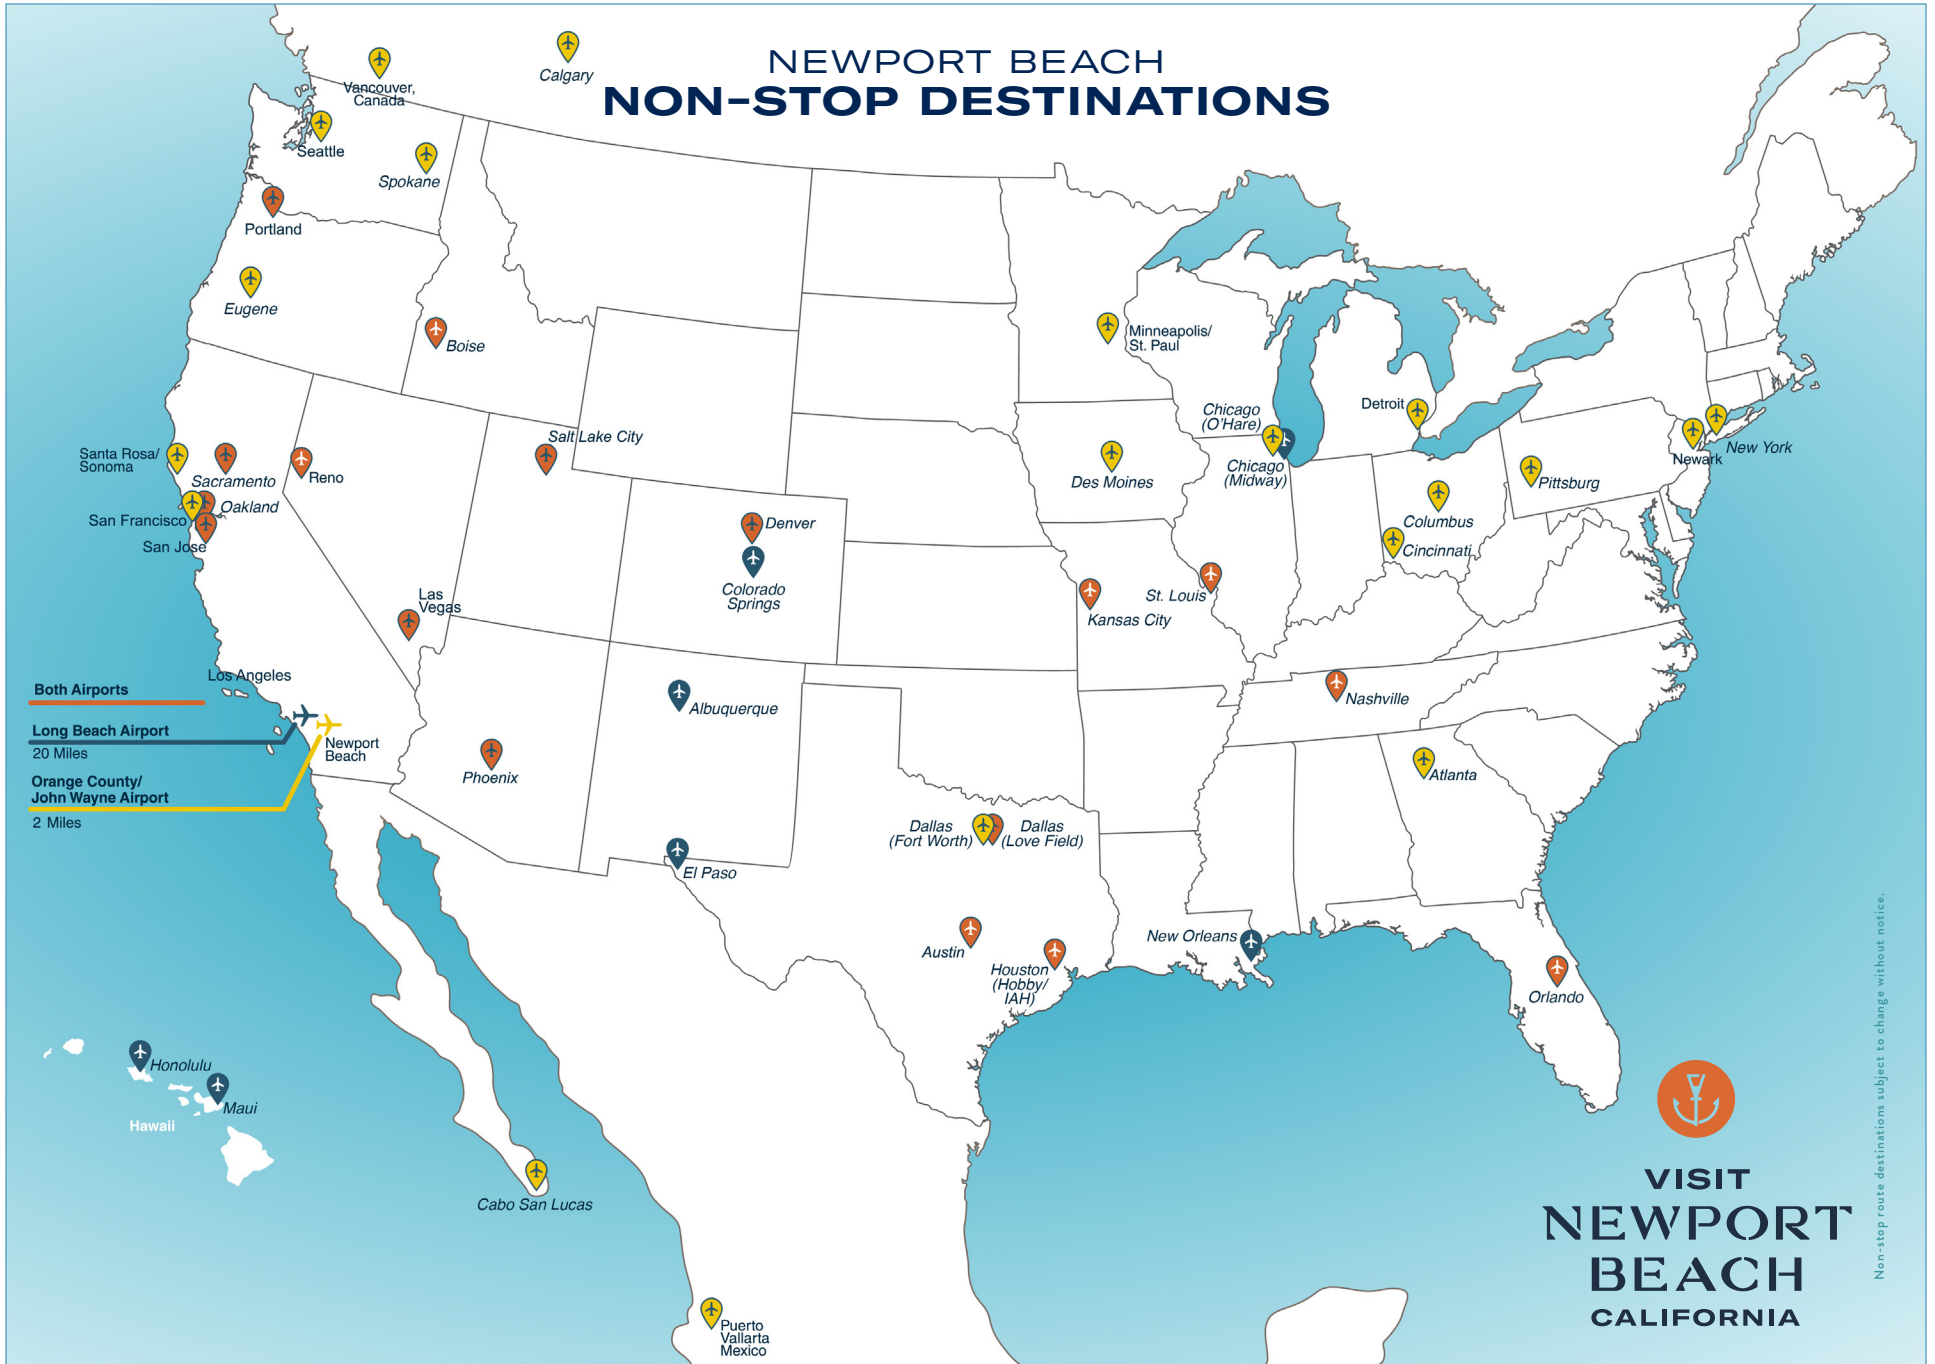 NEWPORT BEACH
NON-STOP DESTINATIONS
Vancouver,
Canada
Calgary
Seattle
Spokane
Portland
Eugene
Boise
Minneapolis/
St. Paul
Chicago
(O'Hare)
Chicago
(Midway)
Detroit
New York
Newark
Pittsburg
Columbus
Cincinnati
Des Moines
Salt Lake City
Santa Rosa/
Sonoma
Sacramento
Reno
Oakland
San Francisco
San Jose
Denver
Colorado
Springs
Las
Vegas
Kansas City
St. Louis
Nashville
Atlanta
Los Angeles
Both Airports
Long Beach Airport
20 Miles
Orange County/
John Wayne Airport
2 Miles
Newport
Beach
Albuquerque
Phoenix
El Paso
Dallas
(Fort Worth)
Dallas
(Love Field)
Austin
Houston
(Hobby/
IAH)
New Orleans
Orlando
Honolulu
Maui
Hawaii
Cabo San Lucas
Puerto
Vallarta
Mexico
VISIT
NEWPORT
BEACH
CALIFORNIA
Non-stop route destinations subject to change without notice.